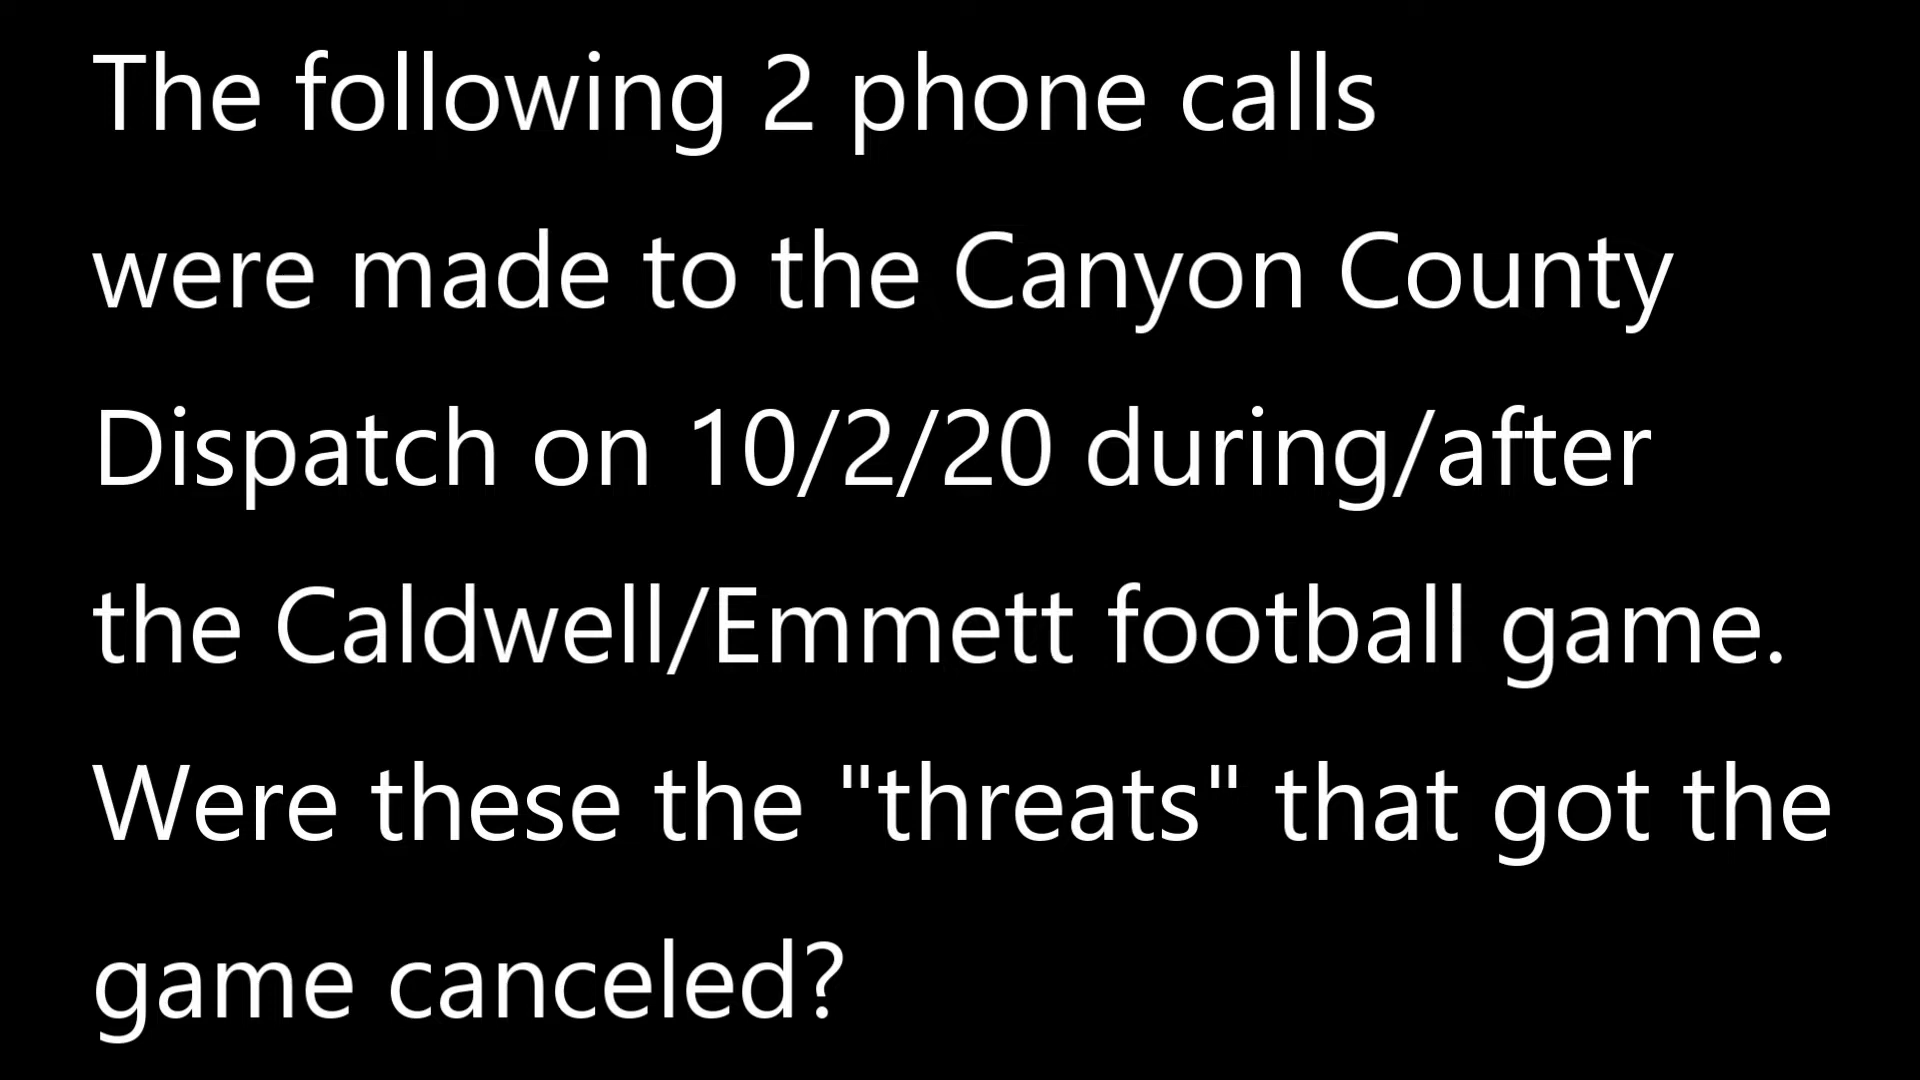 The following 2 phone calls
were made to the Canyon County
Dispatch on 10/2/20 during/after
the Caldwell/Emmett football game.
Were these the "threats" that got the
game canceled?